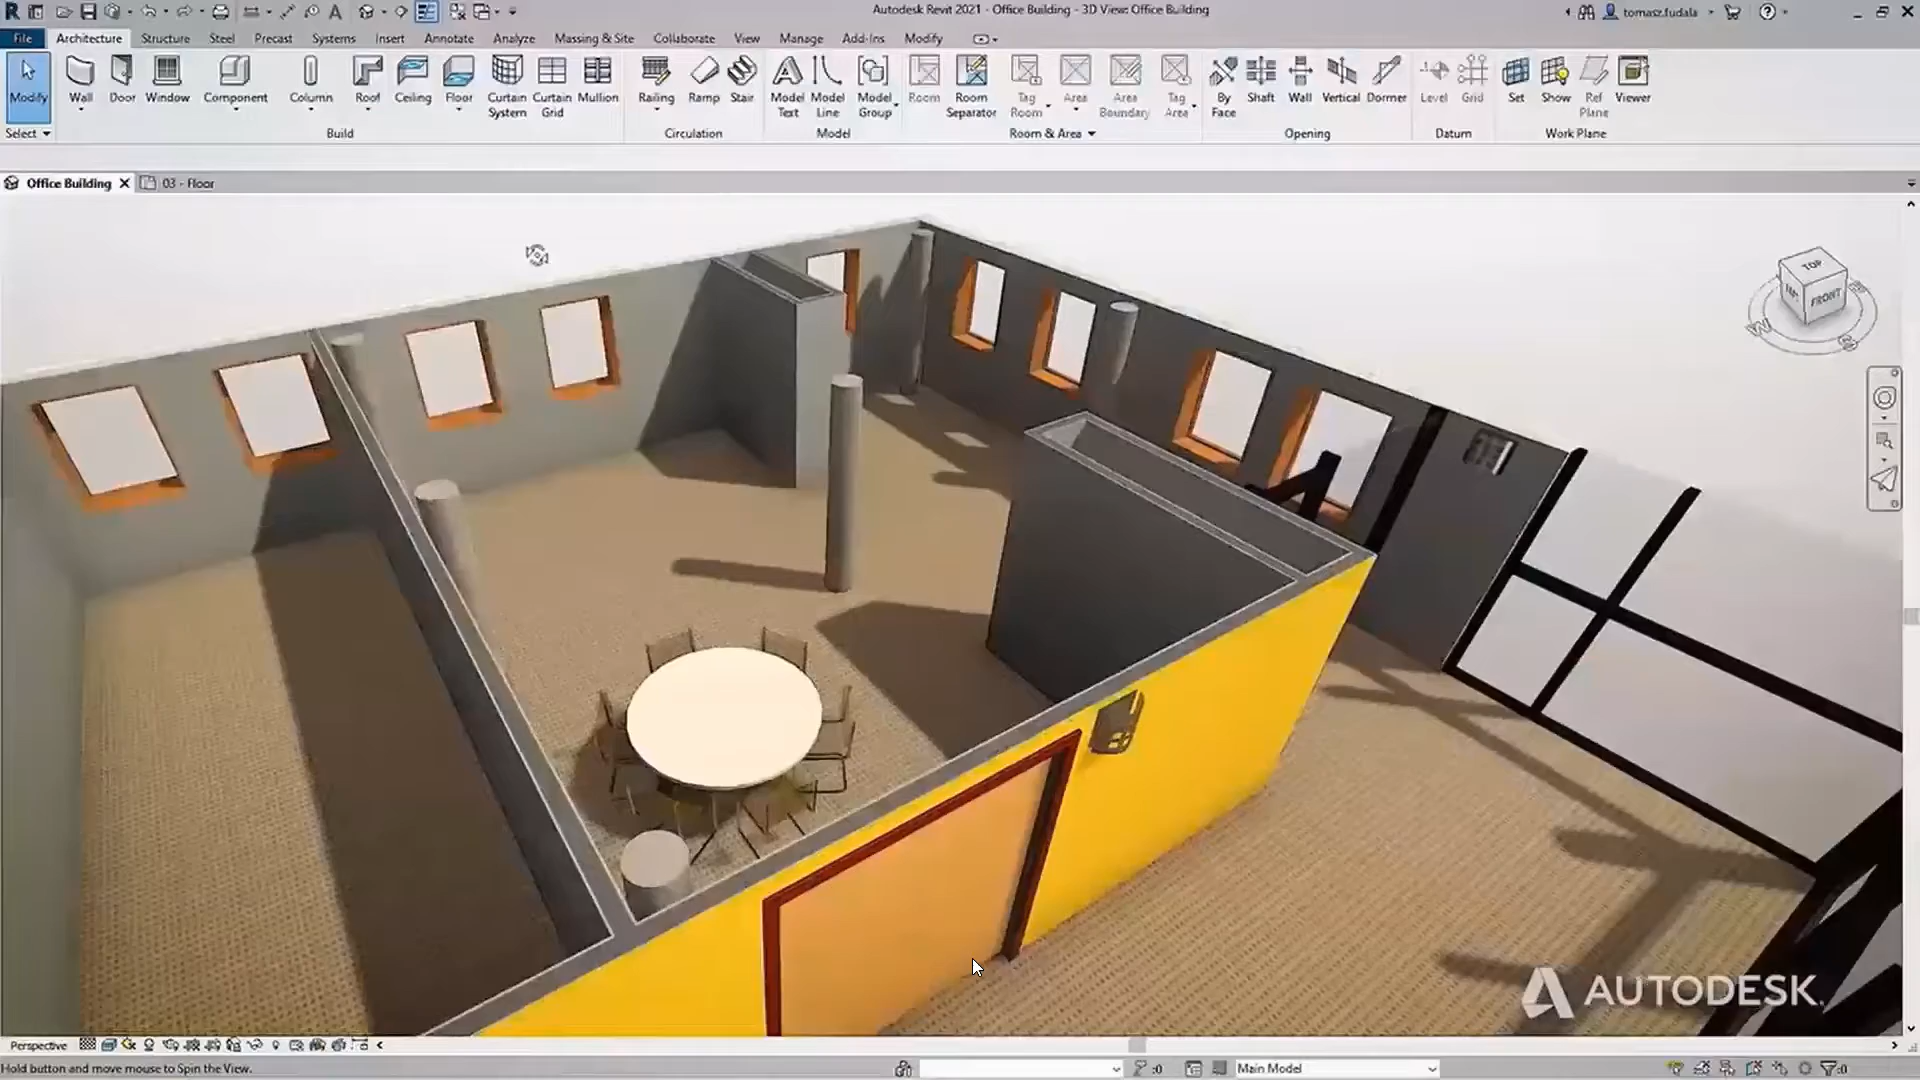 Autodesk Revit 2021 - Office Building - 3D View: Office Building
tomasz.fudala
File Architecture Structure Steel Precast Systems Insert Annotate Analyze Massing & Site Collaborate View Manage Add-Ins Modify
Modify Wall Door Window Component Column Roof Ceiling Floor Curtain System Curtain Grid Mullion Railing Ramp Stair Model Text Model Line Model Group Room Room Separator Tag Room Area Area Boundary Tag Area By Face Shaft Wall Vertical Dormer Level Grid Set Show Ref Plane Viewer
Select Build Circulation Model Room & Area Opening Datum Work Plane
Office Building 03 - Floor
TOP
FRONT
W
AUTODESK.
Perspective
Hold button and move mouse to Spin the View.
:0
Main Model
:0